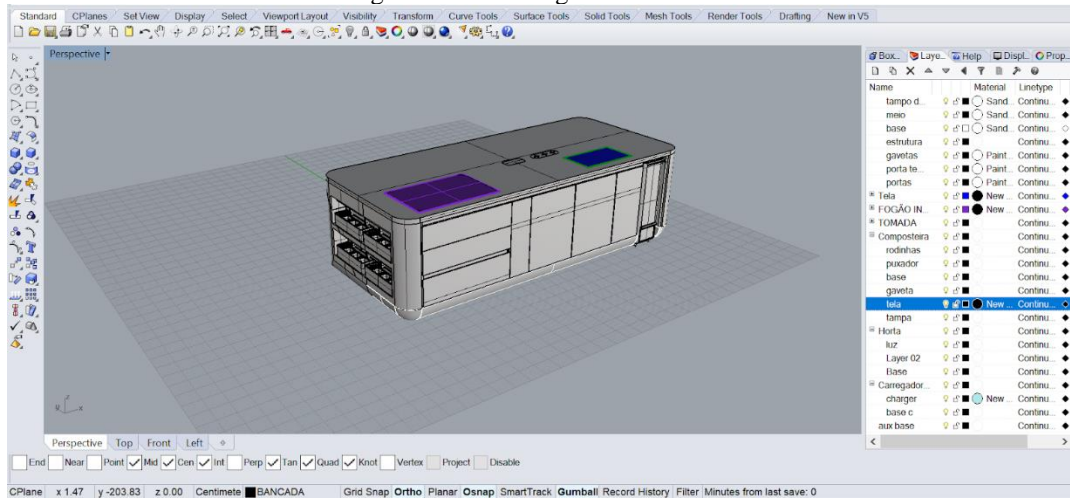 Standard CPlanes Set View Display Select Viewport Layout Visibility Transform Curve Tools Surface Tools Solid Tools Mesh Tools Render Tools Drafting New in V5
Perspective
Box... Laye... Help Displ... Prop...
Name Material Linetype
tampo d... Sand... Continu...
meio Sand... Continu...
base Sand... Continu...
estrutura Continu...
gavetas Paint... Continu...
porta te... Paint... Continu...
portas Paint... Continu...
Tela New ... Continu...
FOGÃO IN... New ... Continu...
TOMADA Continu...
Composteira Continu...
rodinhas Continu...
puxador Continu...
base Continu...
gaveta Continu...
tela New ... Continu...
tampa Continu...
Horta Continu...
luz Continu...
Layer 02 Continu...
Base Continu...
Carregador... Continu...
charger New ... Continu...
base c Continu...
aux base Continu...
Perspective Top Front Left
End Near Point Mid Cen Int Perp Tan Quad Knot Vertex Project Disable
CPlane x 1.47 y -203.83 z 0.00 Centimete BANCADA Grid Snap Ortho Planar Osnap SmartTrack Gumball Record History Filter Minutes from last save: 0